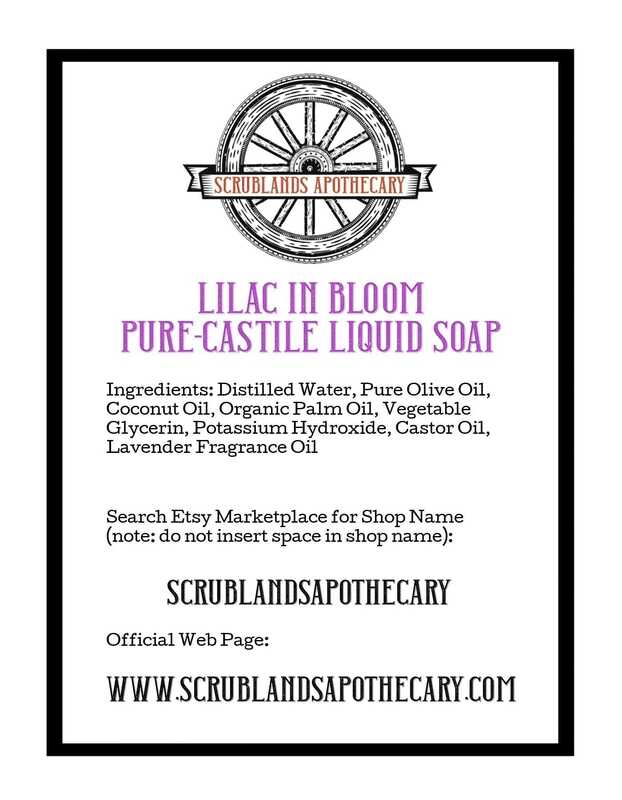 SCRUBLANDS APOTHECARY
LILAC IN BLOOM
PURE-CASTILE LIQUID SOAP
Ingredients: Distilled Water, Pure Olive Oil,
Coconut Oil, Organic Palm Oil, Vegetable
Glycerin, Potassium Hydroxide, Castor Oil,
Lavender Fragrance Oil
Search Etsy Marketplace for Shop Name
(note: do not insert space in shop name):
SCRUBLANDSAPOTHECARY
Official Web Page:
WWW.SCRUBLANDSAPOTHECARY.COM